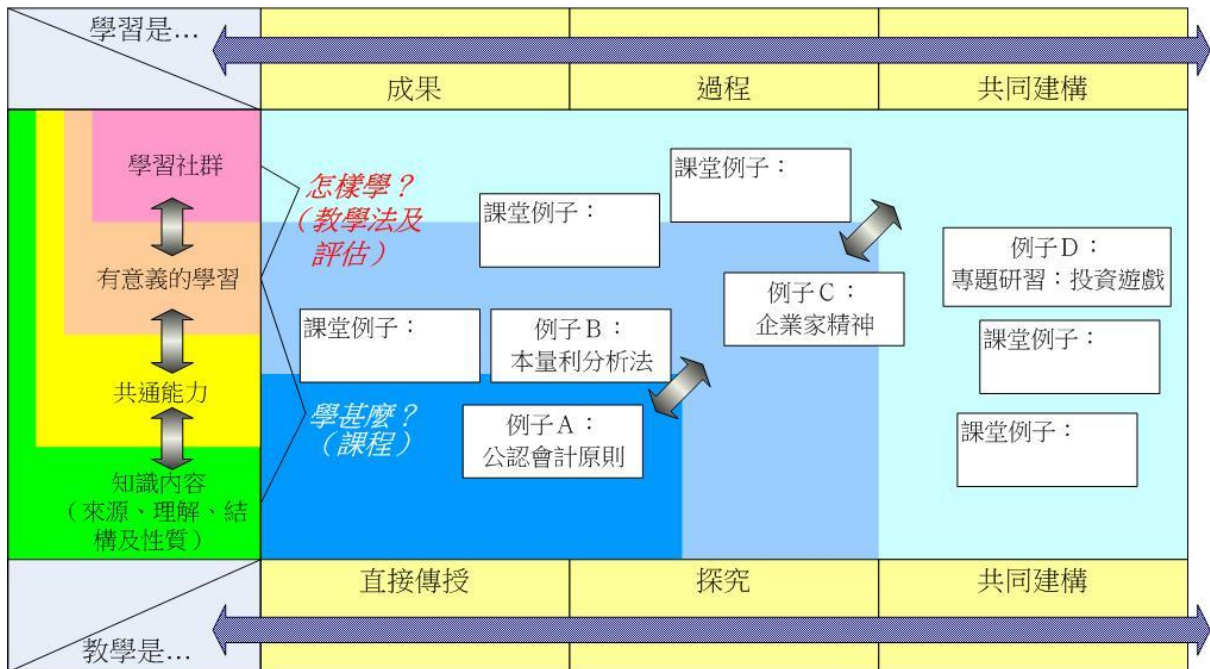 學習是...
成果
過程
共同建構
學習社群
有意義的學習
共通能力
知識內容
（來源、理解、結
構及性質）
怎樣學？
（教學法及
評估）
學甚麼？
（課程）
課堂例子：
課堂例子：
課堂例子：
例子B：
本量利分析法
例子A：
公認會計原則
例子C：
企業家精神
例子D：
專題研習：投資遊戲
課堂例子：
課堂例子：
直接傳授
探究
共同建構
教學是...